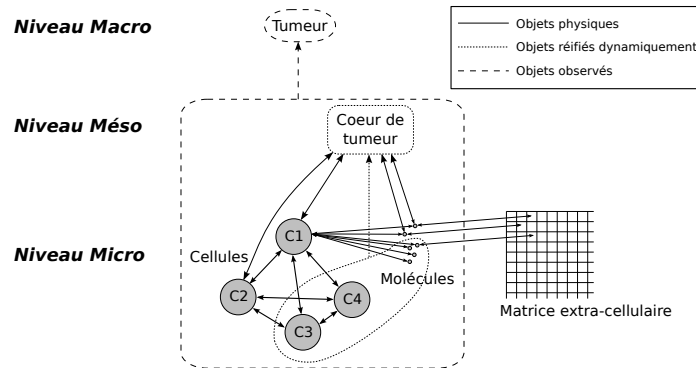 Niveau Macro
Tumeur
Objets physiques
Objets réifiés dynamiquement
Objets observés
Niveau Méso
Coeur de
tumeur
Niveau Micro
Cellules
C1
C2
C3
C4
Molécules
Matrice extra-cellulaire